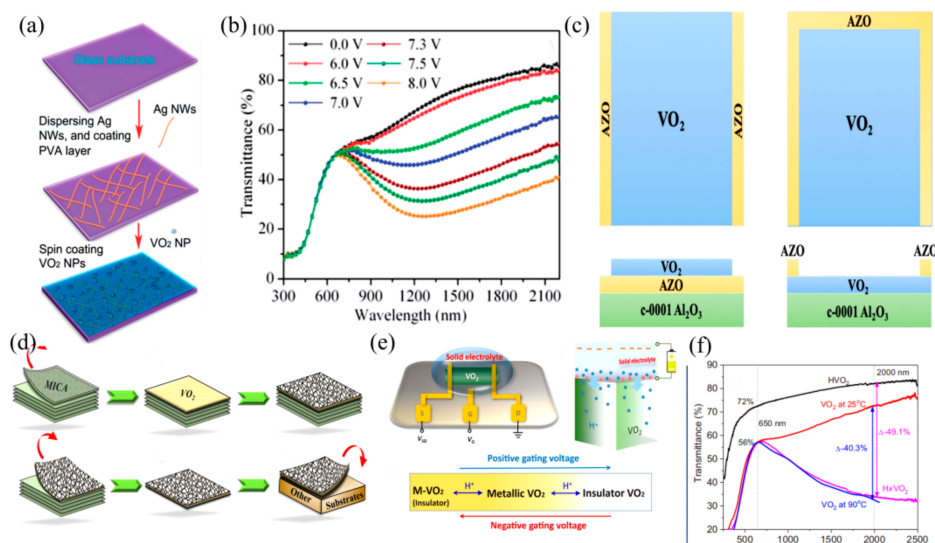 (a)
Glass substrate
Dispersing Ag
NWs, and coating
PVA layer
Ag NWs
Spin coating
VO2 NPs
VO2 NP
(b)
Transmittance (%)
100
80
60
40
20
0
0.0 V
6.0 V
6.5 V
7.0 V
7.3 V
7.5 V
8.0 V
300 600 900 1200 1500 1800 2100
Wavelength (nm)
(c)
AZO
VO2
AZO
AZO
VO2
VO2
AZO
c-0001 Al2O3
AZO
AZO
VO2
c-0001 Al2O3
(d)
MICA
VO2
Other
Substrates
(e)
Solid electrolyte
VO2
S
G
D
VSD
VG
Solid electrolyte
H+
VO2
Positive gating voltage
M-VO2
(Insulator)
H+
Metallic VO2
H+
Insulator VO2
Negative gating voltage
(f)
Transmittance (%)
90
80
70
60
50
40
30
20
HVO2
2000 nm
72%
VO2 at 25°C
650 nm
56%
Δ-49.1%
Δ-40.3%
HxVO2
VO2 at 90°C
500 1000 1500 2000 2500